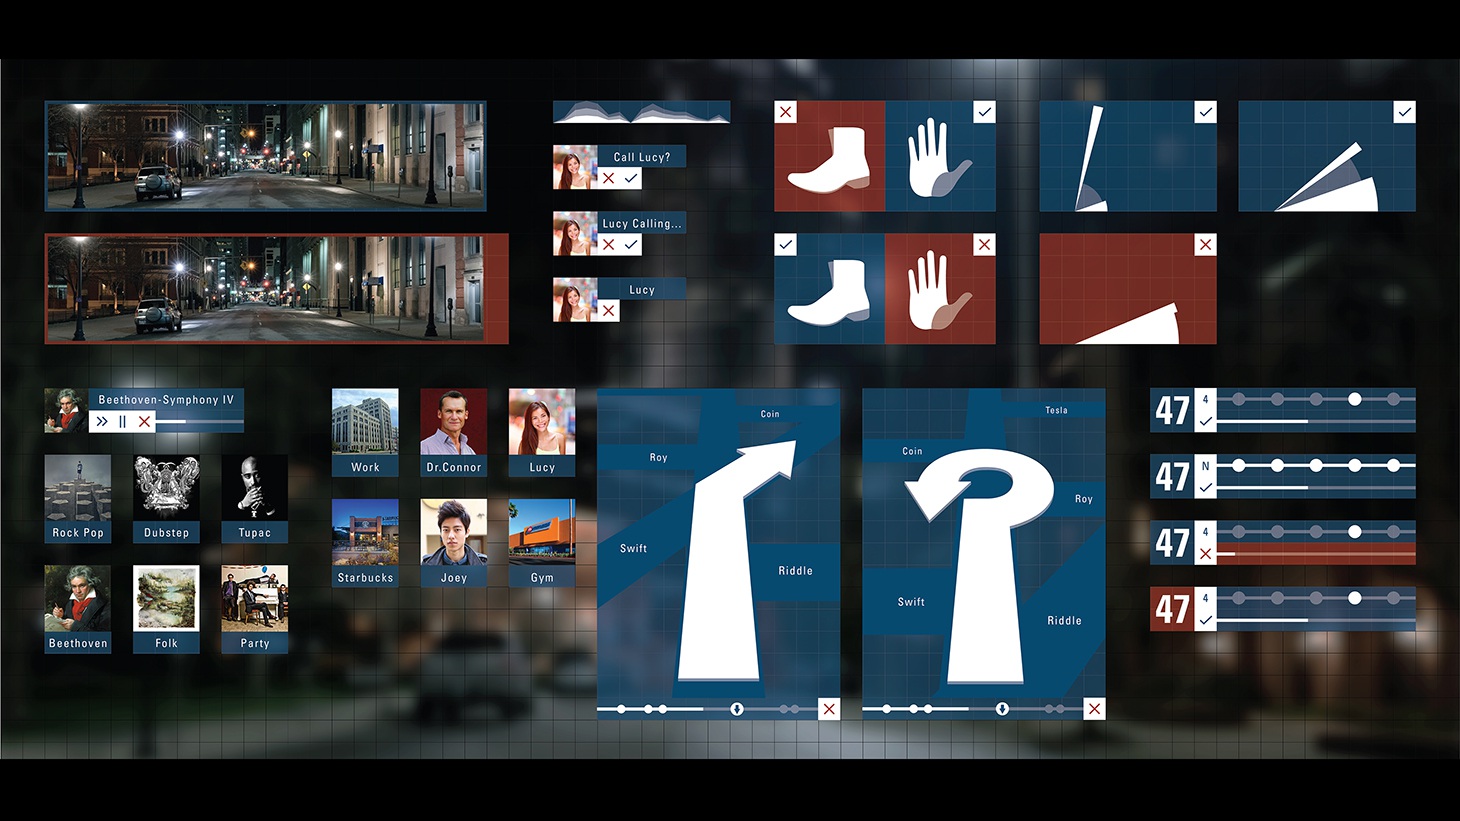 Call Lucy?
Lucy Calling...
Lucy
Beethoven-Symphony IV
Rock Pop
Dubstep
Tupac
Beethoven
Folk
Party
Work
Dr.Connor
Lucy
Starbucks
Joey
Gym
Coin
Roy
Swift
Riddle
Tesla
Coin
Roy
Swift
Riddle
47 4
47 N
47 4
47 4